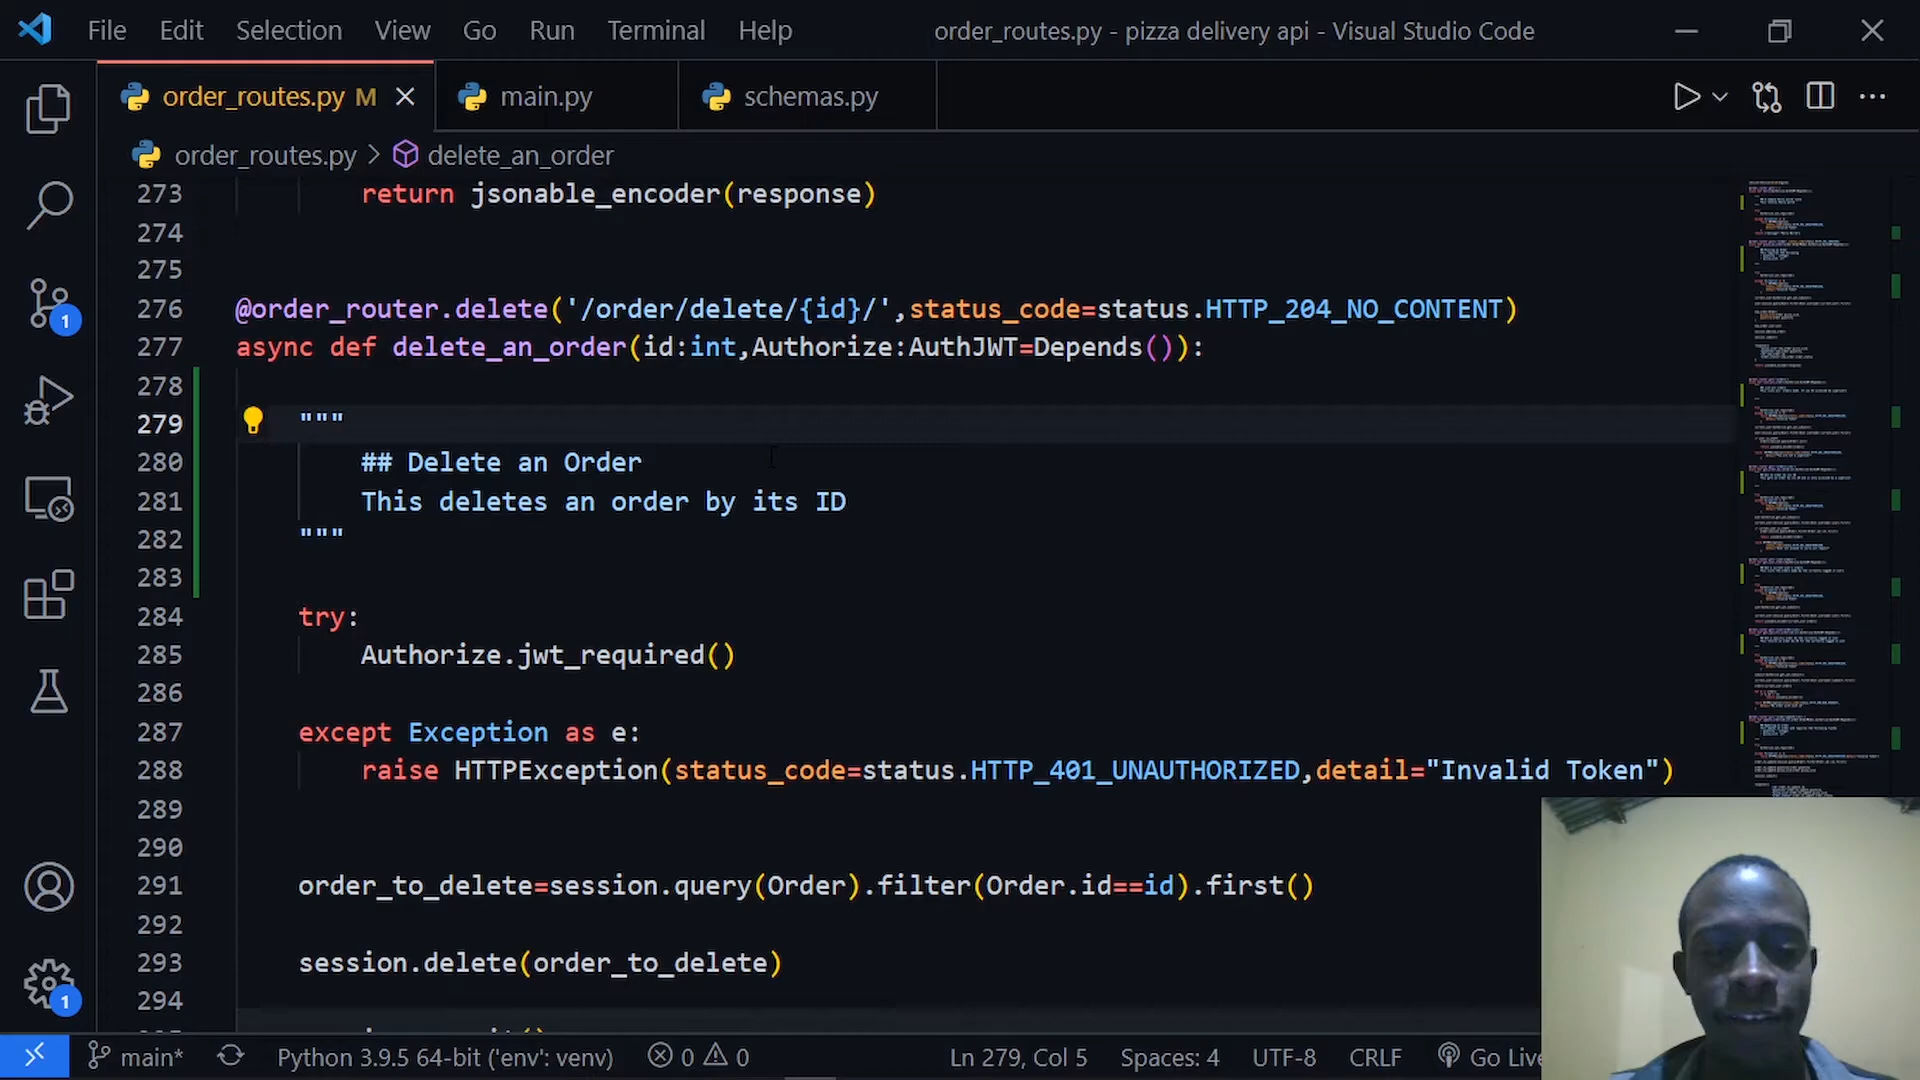 File Edit Selection View Go Run Terminal Help order_routes.py - pizza delivery api - Visual Studio Code
order_routes.py M main.py schemas.py
order_routes.py > delete_an_order
273 return jsonable_encoder(response)
274
275
276 @order_router.delete('/order/delete/{id}/',status_code=status.HTTP_204_NO_CONTENT)
277 async def delete_an_order(id:int,Authorize:AuthJWT=Depends()):
278
279 """
280 ## Delete an Order
281 This deletes an order by its ID
282 """
283
284 try:
285 Authorize.jwt_required()
286
287 except Exception as e:
288 raise HTTPException(status_code=status.HTTP_401_UNAUTHORIZED,detail="Invalid Token")
289
290
291 order_to_delete=session.query(Order).filter(Order.id==id).first()
292
293 session.delete(order_to_delete)
294
1
1
main* Python 3.9.5 64-bit ('env': venv) 0 0 Ln 279, Col 5 Spaces: 4 UTF-8 CRLF Go Live